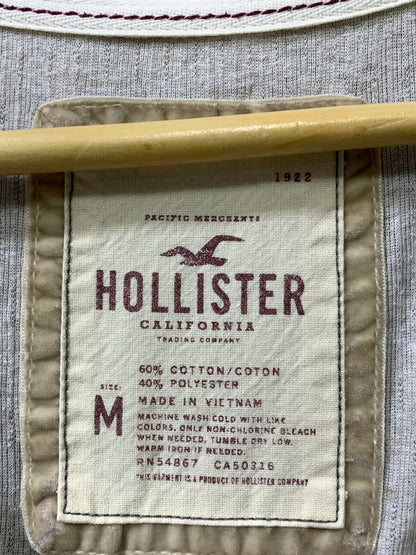 1922
PACIFIC MERCHANTS
HOLLISTER
CALIFORNIA
TRADING COMPANY
60% COTTON/COTON
40% POLYESTER
SIZE: M
MADE IN VIETNAM
MACHINE WASH COLD WITH LIKE
COLORS. ONLY NON-CHLORINE BLEACH
WHEN NEEDED. TUMBLE DRY LOW.
WARM IRON IF NEEDED.
RN54867 CA50316
THIS GARMENT IS A PRODUCT OF HOLLISTER COMPANY